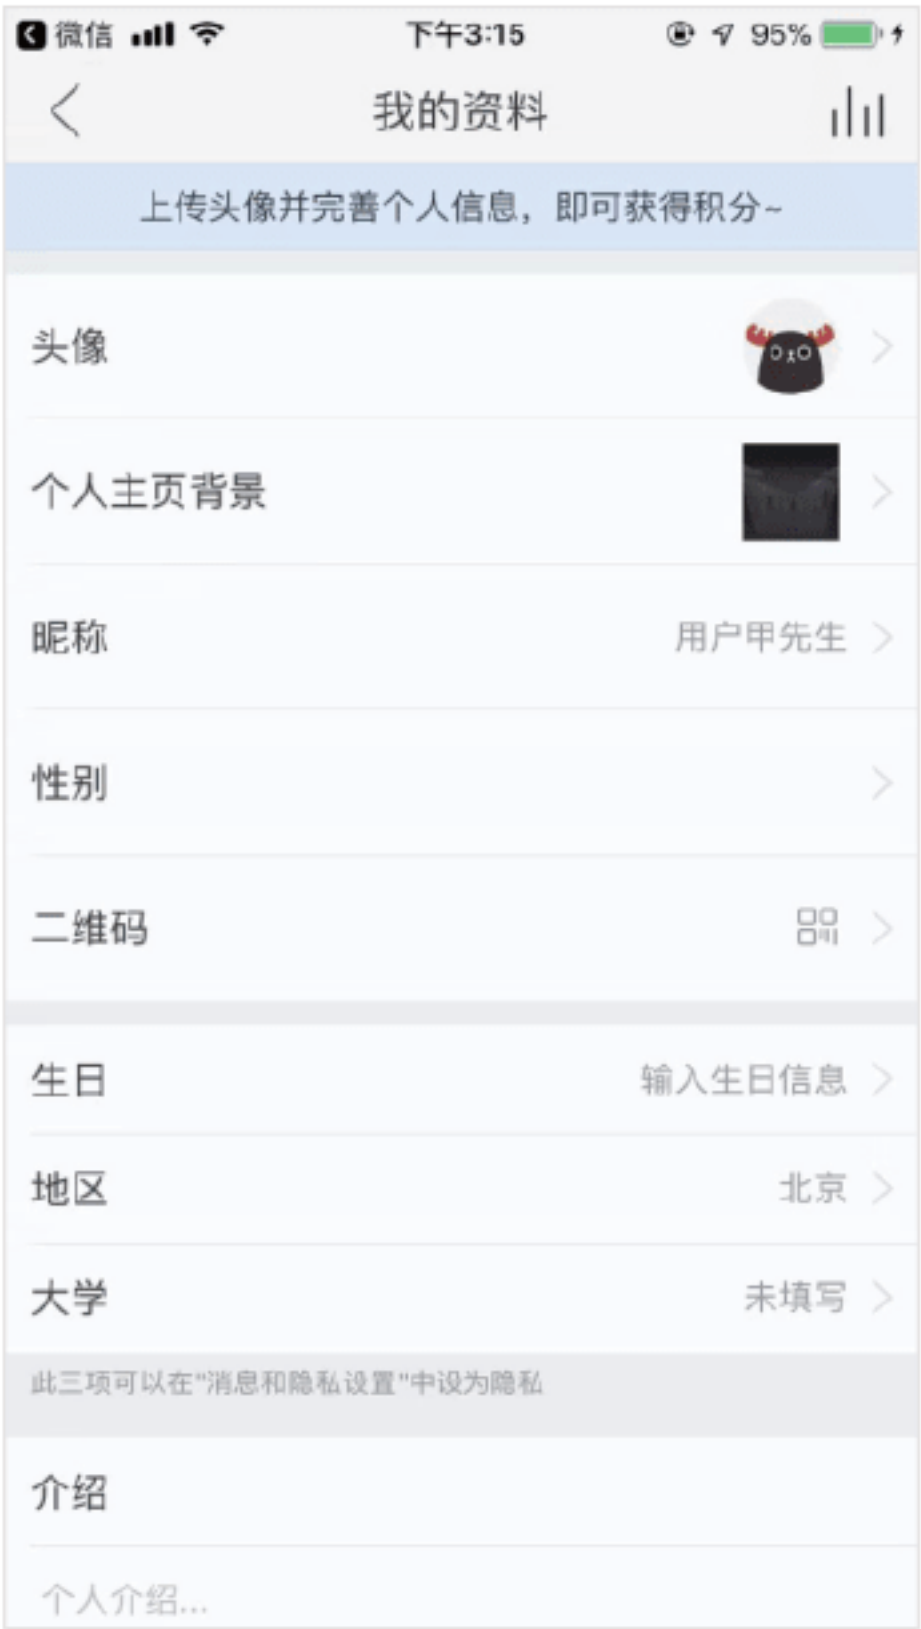 微信 下午3:15 95%
我的资料
上传头像并完善个人信息，即可获得积分~
头像
个人主页背景
昵称 用户甲先生
性别
二维码
生日 输入生日信息
地区 北京
大学 未填写
此三项可以在"消息和隐私设置"中设为隐私
介绍
个人介绍...